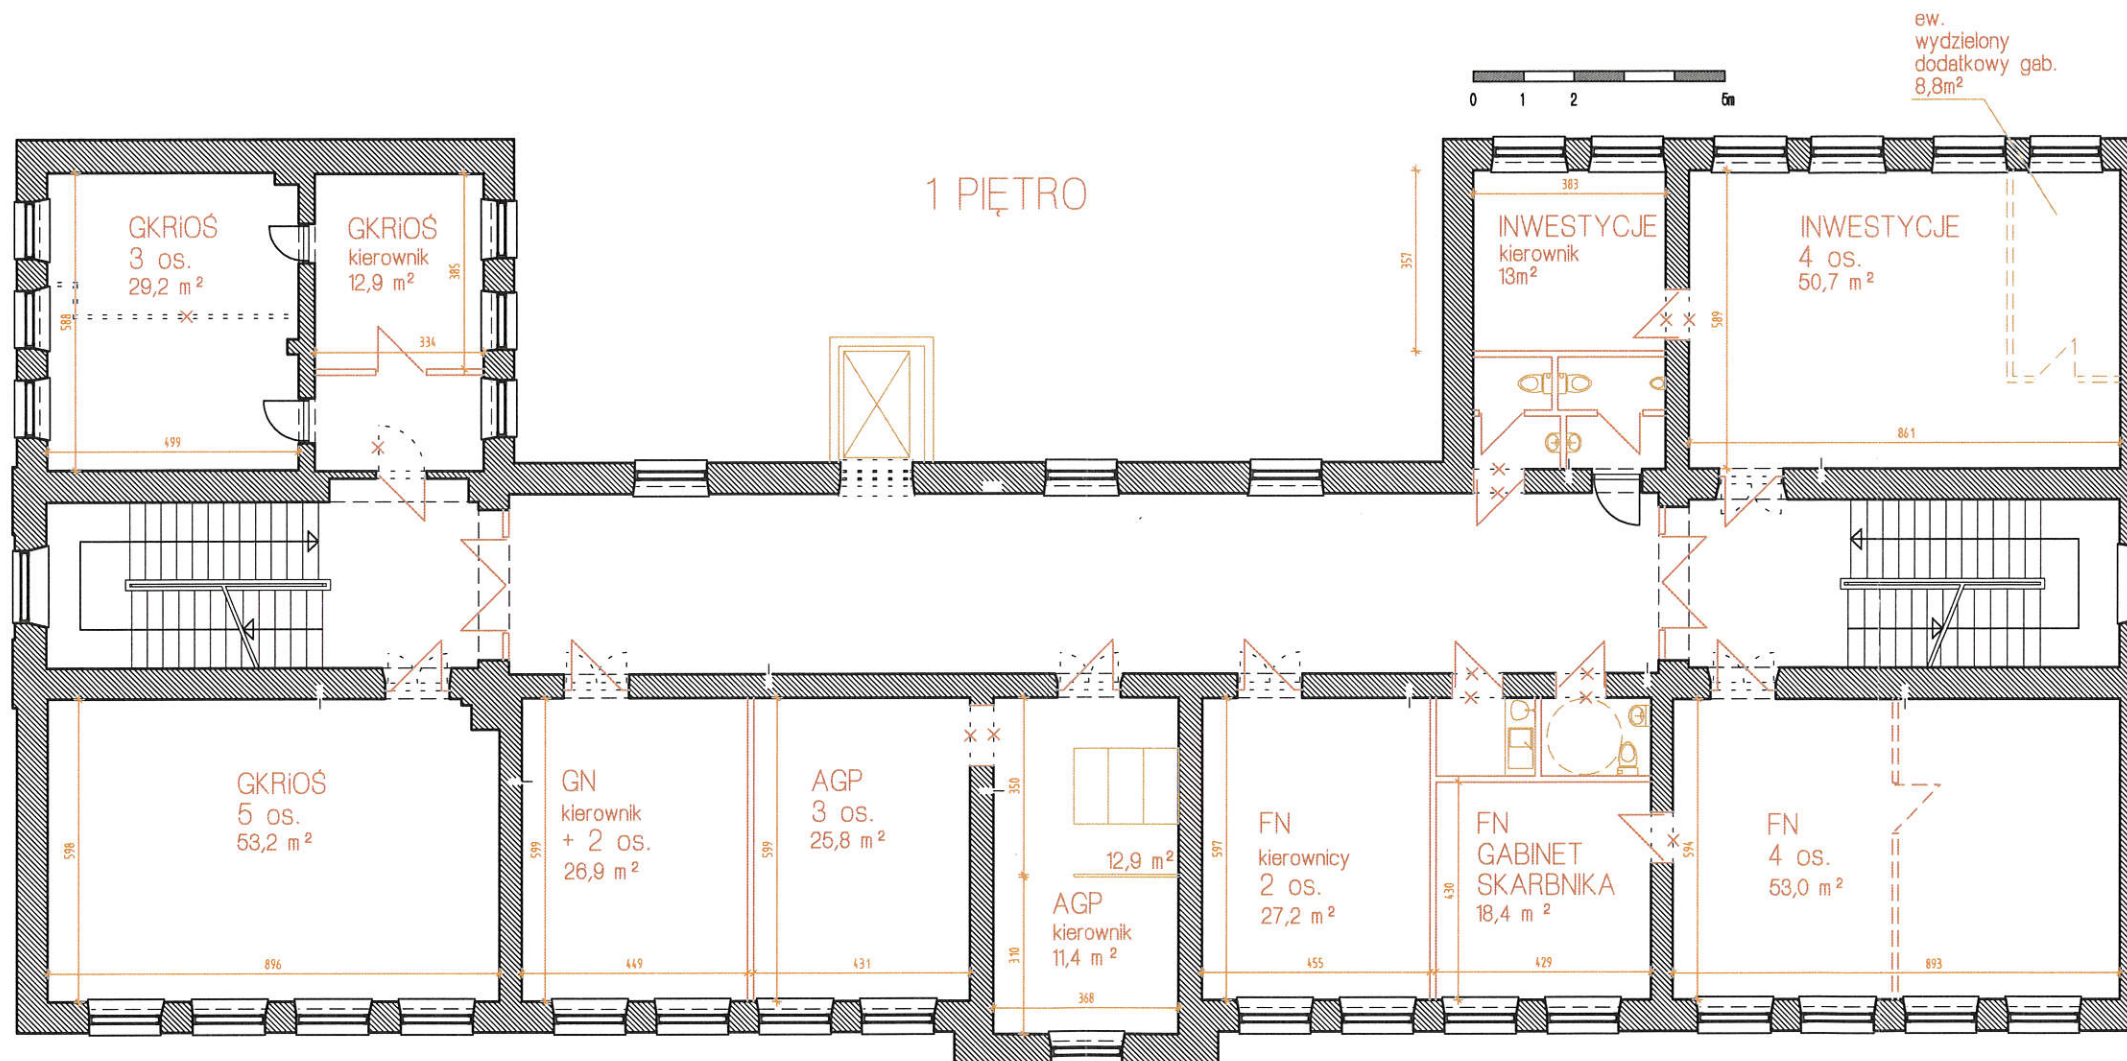 ew.
wydzielony
dodatkowy gab.
8,8m²
0 1 2 5m
1 PIĘTRO
GKRiOŚ
3 os.
29,2 m²
588
499
GKRiOŚ
kierownik
12,9 m²
385
334
357
383
INWESTYCJE
kierownik
13m²
INWESTYCJE
4 os.
50,7 m²
589
861
GKRiOŚ
5 os.
53,2 m²
598
896
GN
kierownik
+ 2 os.
26,9 m²
599
449
AGP
3 os.
25,8 m²
599
431
350
12,9 m²
AGP
kierownik
11,4 m²
310
368
FN
kierownicy
2 os.
27,2 m²
597
455
FN
GABINET
SKARBNIKA
18,4 m²
430
429
FN
4 os.
53,0 m²
594
893